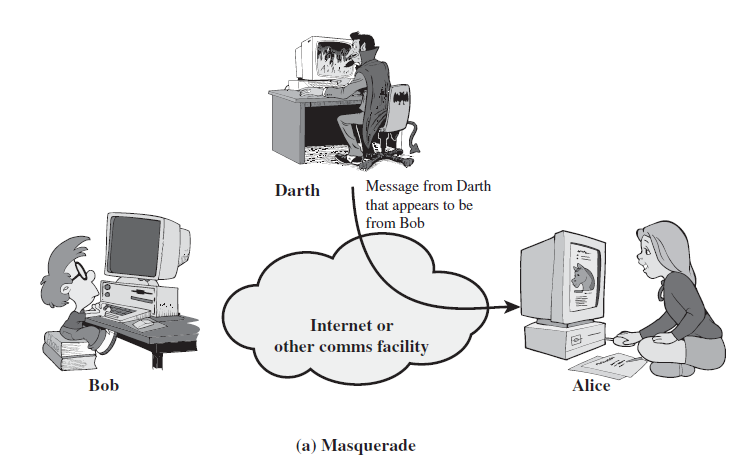 Darth
Message from Darth
that appears to be
from Bob
Internet or
other comms facility
Bob
Alice
(a) Masquerade